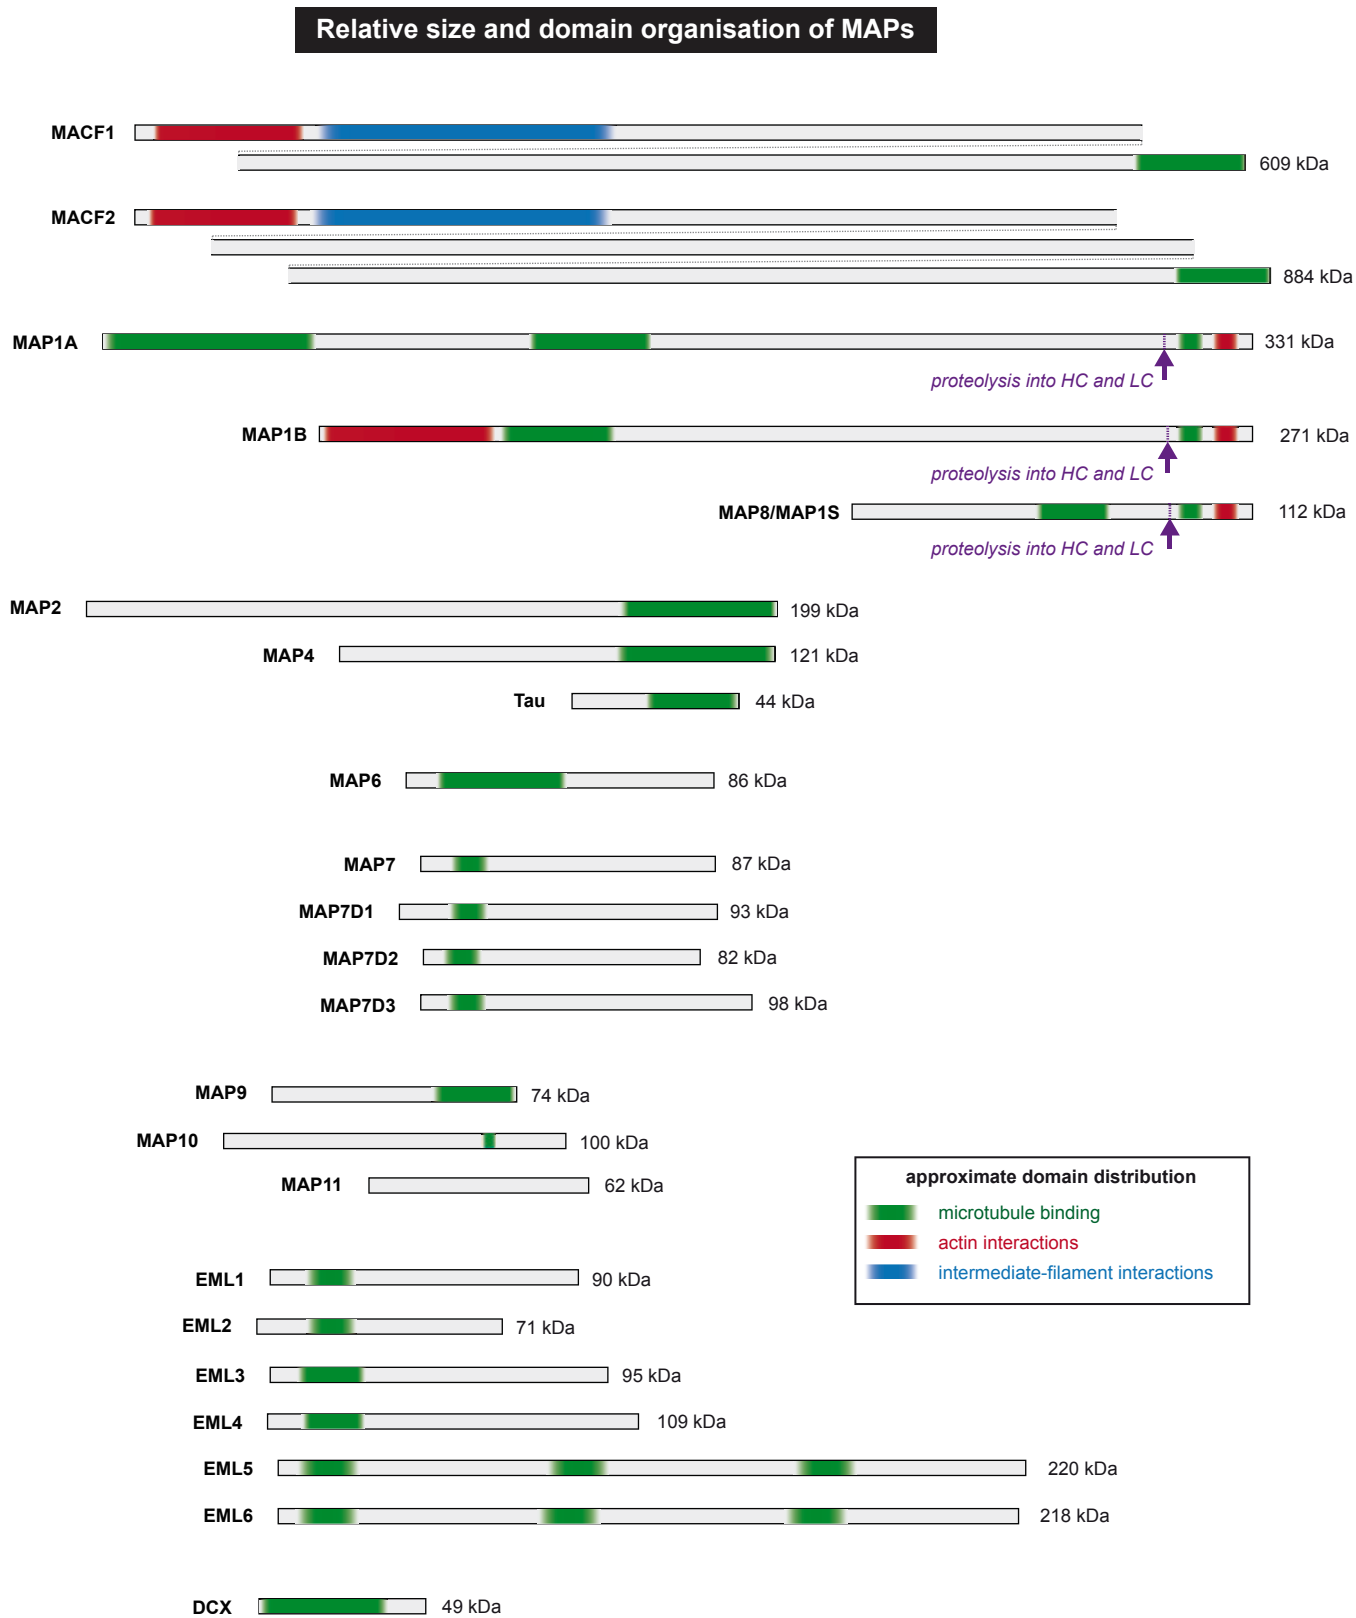 Relative size and domain organisation of MAPs
MACF1
609 kDa
MACF2
884 kDa
MAP1A
331 kDa
proteolysis into HC and LC
MAP1B
271 kDa
proteolysis into HC and LC
MAP8/MAP1S
112 kDa
proteolysis into HC and LC
MAP2
199 kDa
MAP4
121 kDa
Tau
44 kDa
MAP6
86 kDa
MAP7
87 kDa
MAP7D1
93 kDa
MAP7D2
82 kDa
MAP7D3
98 kDa
MAP9
74 kDa
MAP10
100 kDa
MAP11
62 kDa
approximate domain distribution
microtubule binding
actin interactions
intermediate-filament interactions
EML1
90 kDa
EML2
71 kDa
EML3
95 kDa
EML4
109 kDa
EML5
220 kDa
EML6
218 kDa
DCX
49 kDa